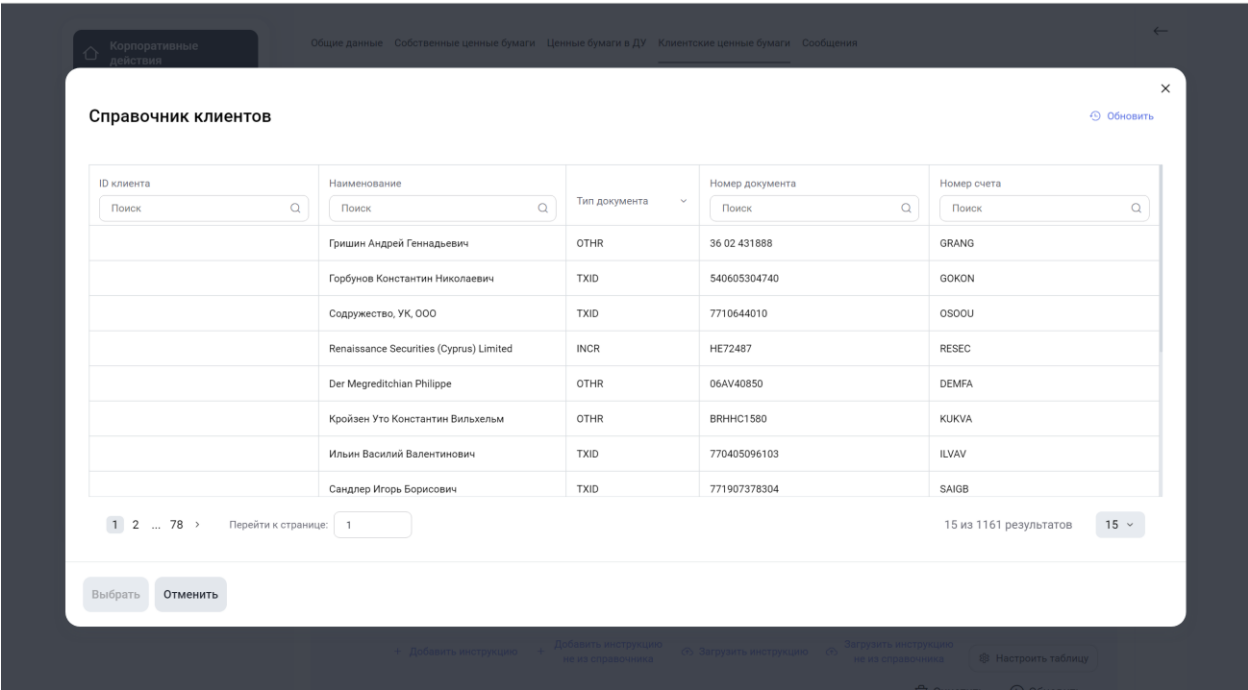 Корпоративные
действия
Общие данные Собственные ценные бумаги Ценные бумаги в ДУ Клиентские ценные бумаги Сообщения
Справочник клиентов
Обновить
ID клиента Наименование Тип документа Номер документа Номер счета
Поиск Поиск Поиск Поиск
Гришин Андрей Геннадьевич OTHR 36 02 431888 GRANG
Горбунов Константин Николаевич TXID 540605304740 GOKON
Содружество, УК, ООО TXID 7710644010 OSOOU
Renaissance Securities (Cyprus) Limited INCR HE72487 RESEC
Der Megreditchian Philippe OTHR 06AV40850 DEMFA
Кройзен Уто Константин Вильхельм OTHR BRHHC1580 KUKVA
Ильин Василий Валентинович TXID 770405096103 ILVAV
Сандлер Игорь Борисович TXID 771907378304 SAIGB
1 2 ... 78 > Перейти к странице: 1 15 из 1161 результатов 15
Выбрать Отменить
+ Добавить инструкцию + Добавить инструкцию не из справочника Загрузить инструкцию Загрузить инструкцию не из справочника Настроить таблицу